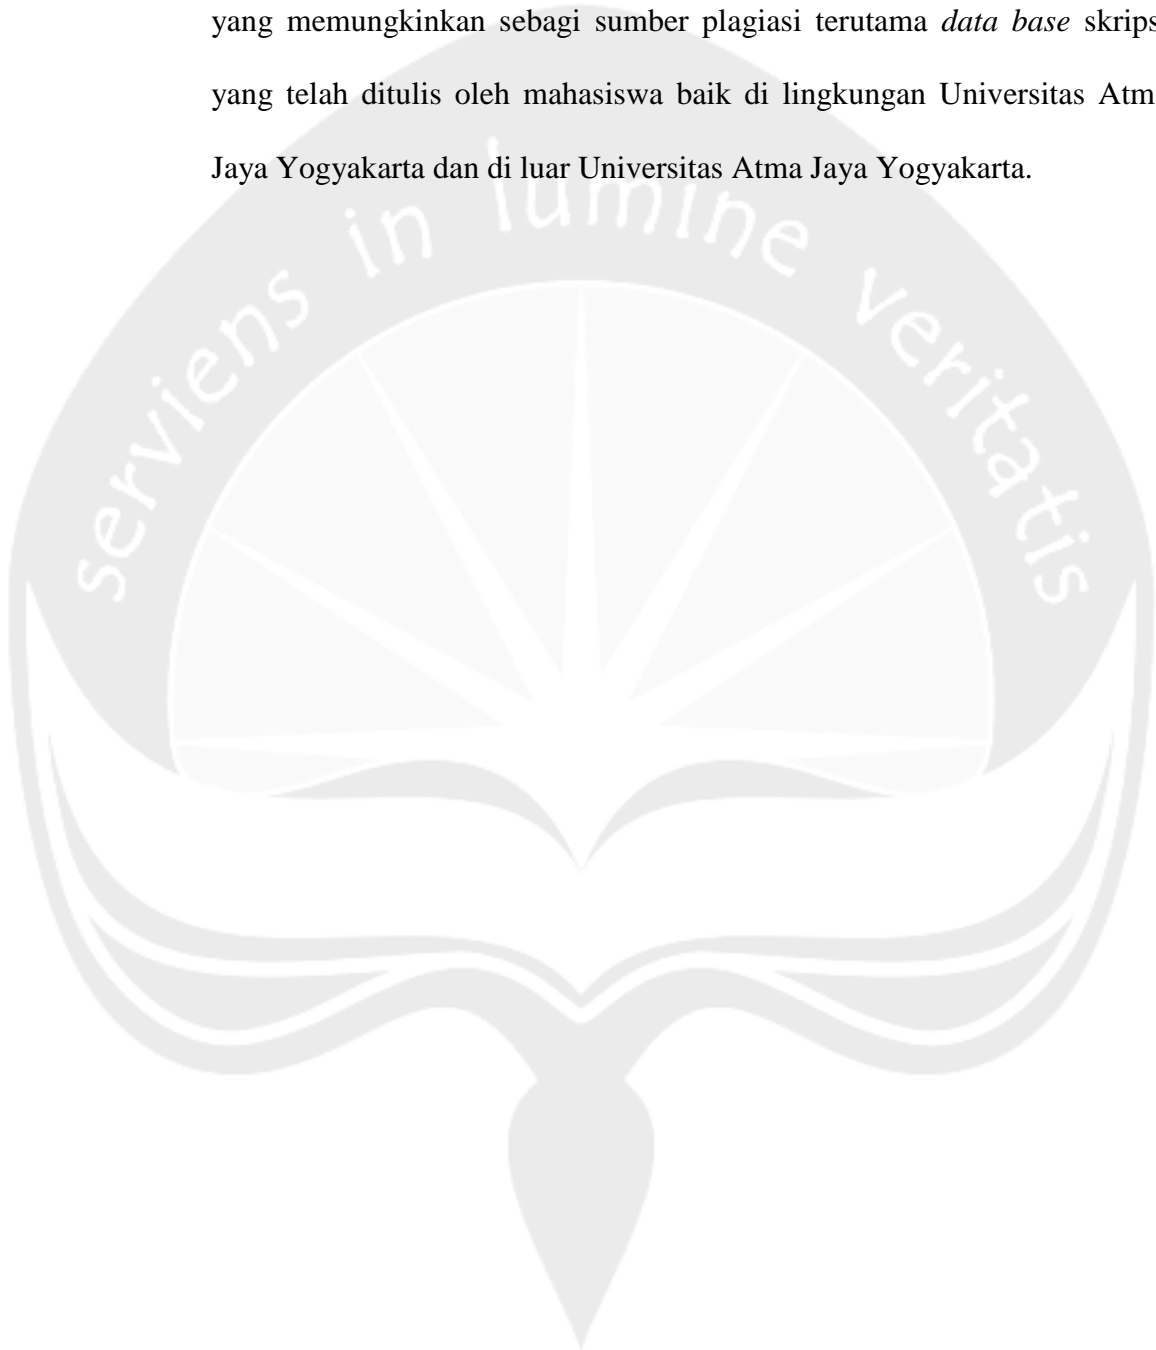 yang memungkinkan sebagi sumber plagiasi terutama data base skrips
yang telah ditulis oleh mahasiswa baik di lingkungan Universitas Atm
Jaya Yogyakarta dan di luar Universitas Atma Jaya Yogyakarta.
serviens in lumine veritatis